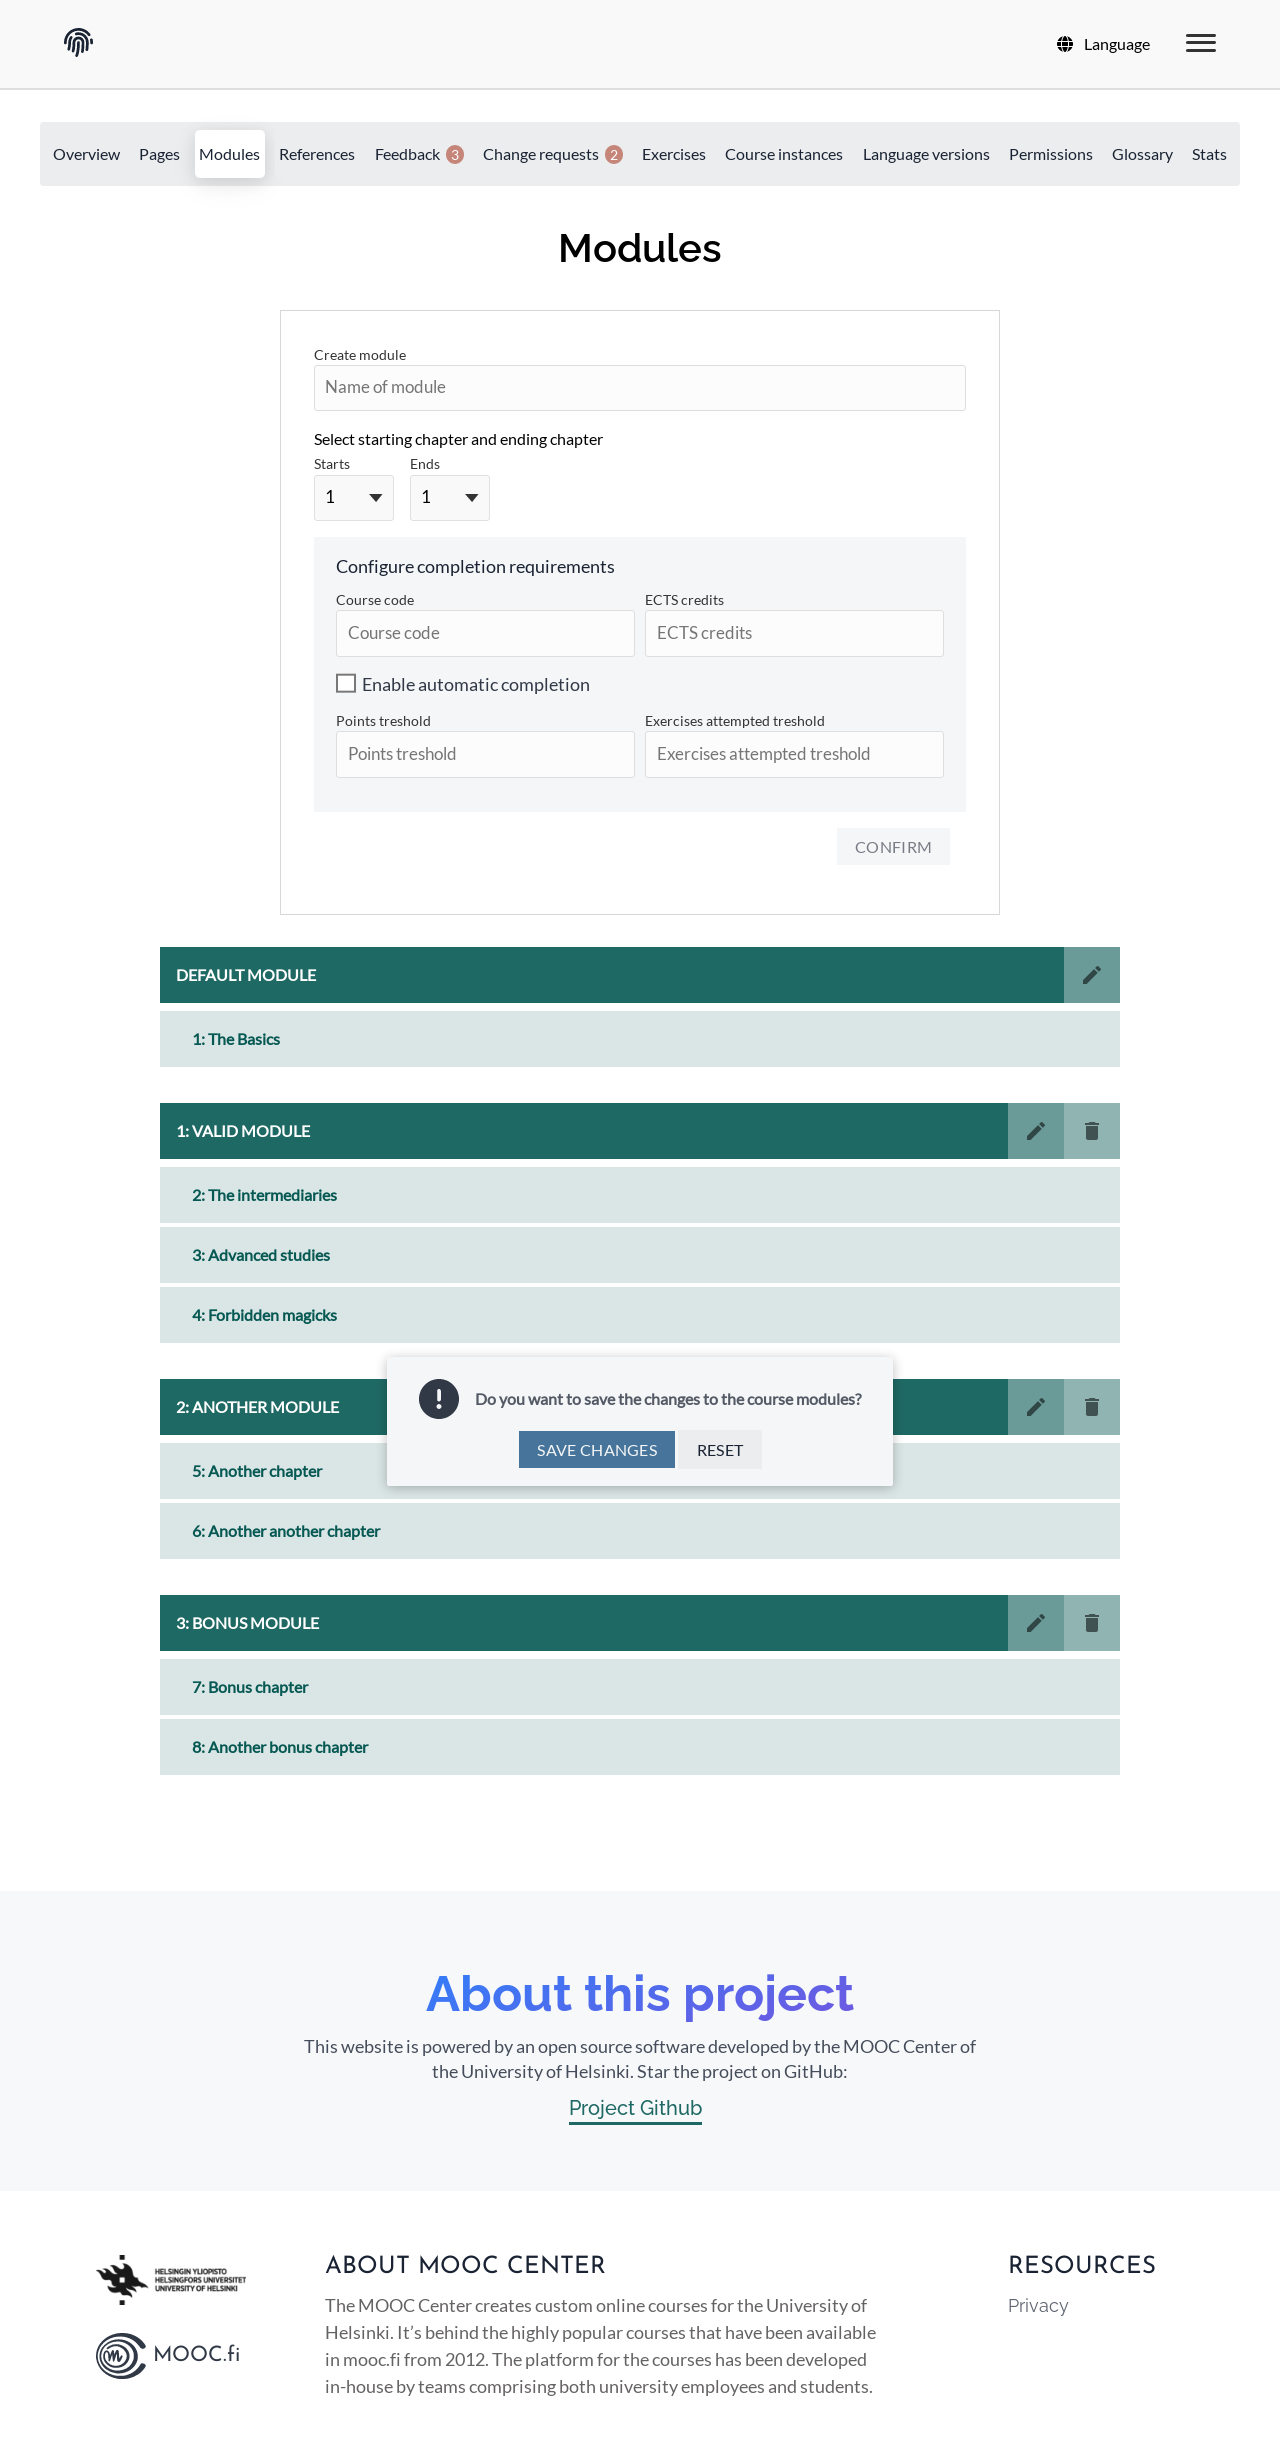 Language
Overview Pages Modules References Feedback 3 Change requests 2 Exercises Course instances Language versions Permissions Glossary Stats
Modules
Create module
Name of module
Select starting chapter and ending chapter
Starts Ends
1 1
Configure completion requirements
Course code ECTS credits
Course code ECTS credits
Enable automatic completion
Points treshold Exercises attempted treshold
Points treshold Exercises attempted treshold
CONFIRM
DEFAULT MODULE
1: The Basics
1: VALID MODULE
2: The intermediaries
3: Advanced studies
4: Forbidden magicks
Do you want to save the changes to the course modules?
2: ANOTHER MODULE
SAVE CHANGES RESET
5: Another chapter
6: Another another chapter
3: BONUS MODULE
7: Bonus chapter
8: Another bonus chapter
About this project
This website is powered by an open source software developed by the MOOC Center of
the University of Helsinki. Star the project on GitHub:
Project Github
HELSINGIN YLIOPISTO
HELSINGFORS UNIVERSITET
UNIVERSITY OF HELSINKI
MOOC.fi
ABOUT MOOC CENTER
The MOOC Center creates custom online courses for the University of
Helsinki. It’s behind the highly popular courses that have been available
in mooc.fi from 2012. The platform for the courses has been developed
in-house by teams comprising both university employees and students.
RESOURCES
Privacy